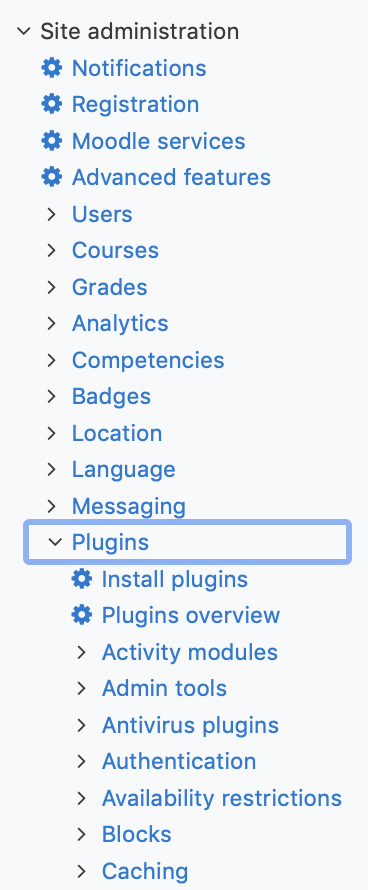 Site administration
Notifications
Registration
Moodle services
Advanced features
Users
Courses
Grades
Analytics
Competencies
Badges
Location
Language
Messaging
Plugins
Install plugins
Plugins overview
Activity modules
Admin tools
Antivirus plugins
Authentication
Availability restrictions
Blocks
Caching